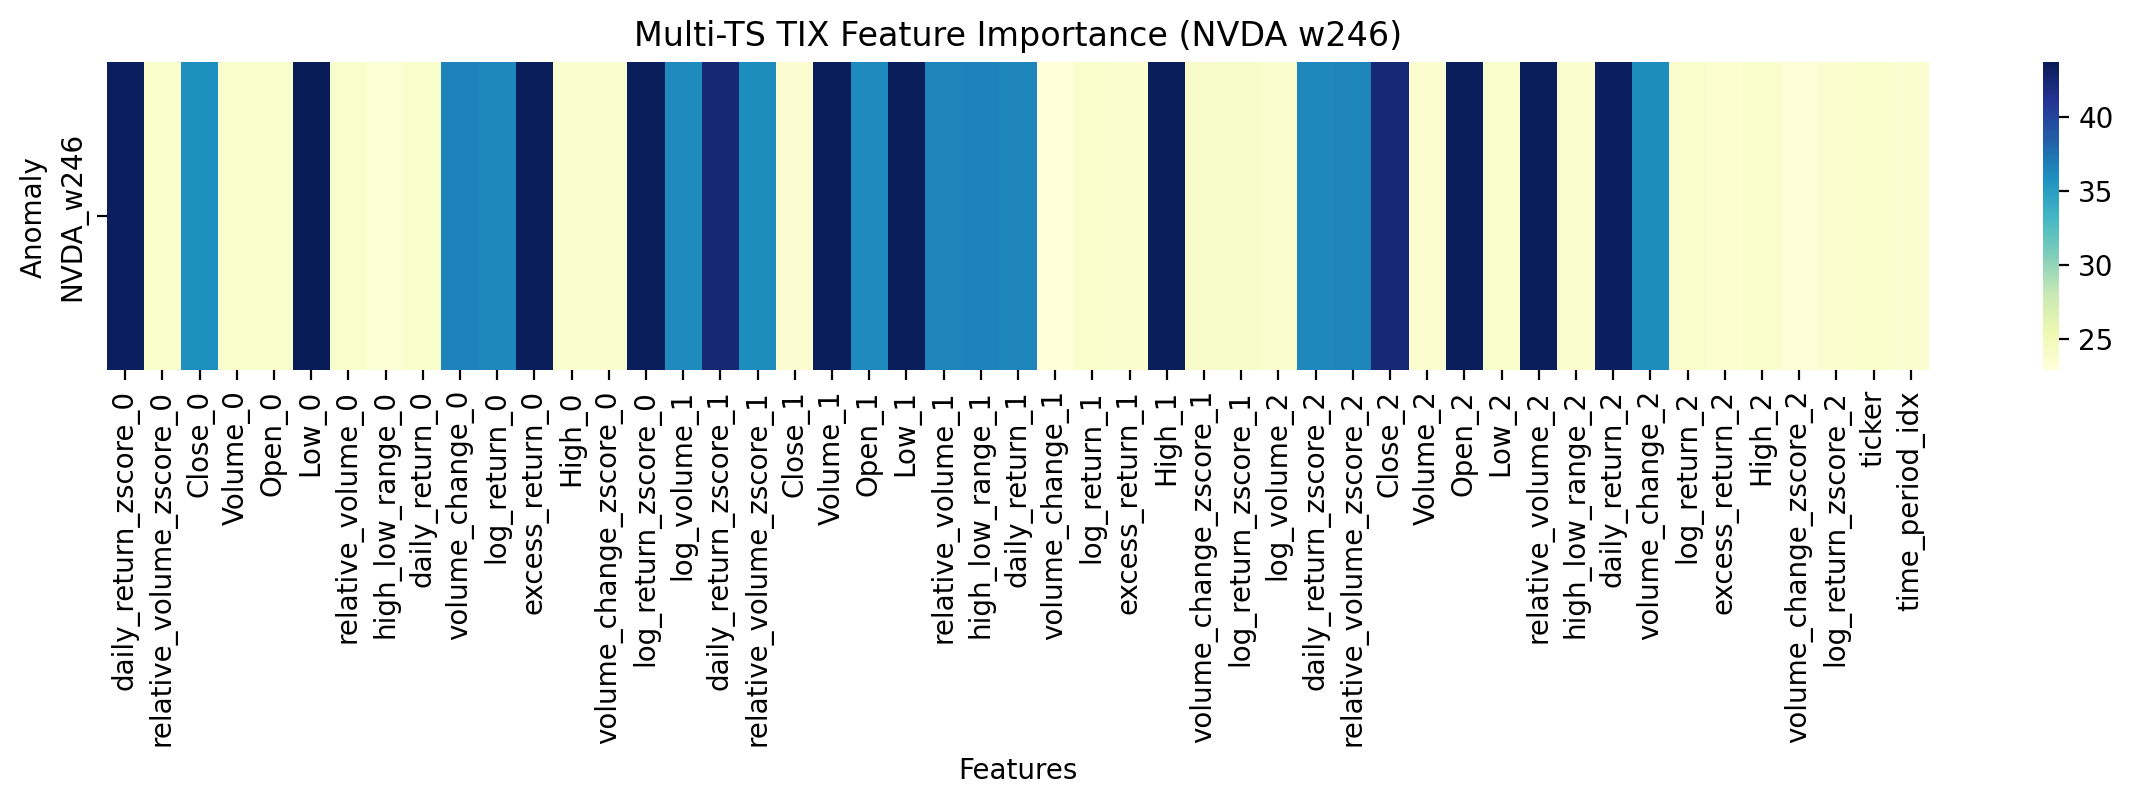 Multi-TS TIX Feature Importance (NVDA w246)
Anomaly
NVDA_w246
40
35
30
25
daily_return_zscore_0
relative_volume_zscore_0
Close_0
Volume_0
Open_0
Low_0
relative_volume_0
high_low_range_0
daily_return_0
volume_change_0
log_return_0
excess_return_0
High_0
volume_change_zscore_0
log_return_zscore_0
log_volume_1
daily_return_zscore_1
relative_volume_zscore_1
Close_1
Volume_1
Open_1
Low_1
relative_volume_1
high_low_range_1
daily_return_1
volume_change_1
log_return_1
excess_return_1
High_1
volume_change_zscore_1
log_return_zscore_1
log_volume_2
daily_return_zscore_2
relative_volume_zscore_2
Close_2
Volume_2
Open_2
Low_2
relative_volume_2
high_low_range_2
daily_return_2
volume_change_2
log_return_2
excess_return_2
High_2
volume_change_zscore_2
log_return_zscore_2
ticker
time_period_idx
Features